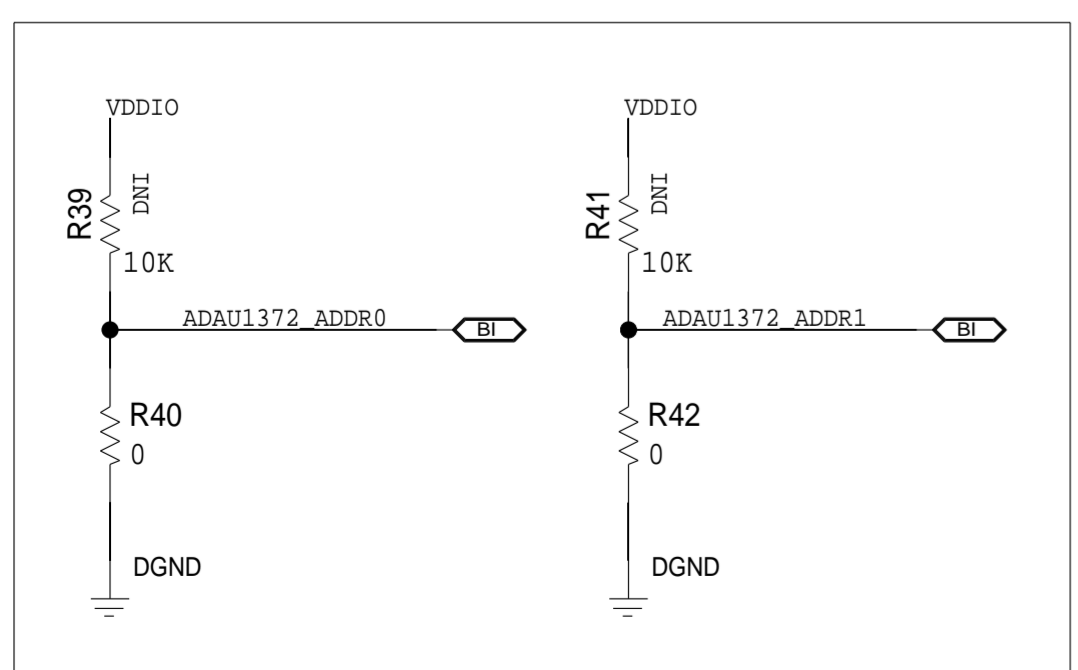 VDDIO
R39
DNI
10K
ADAU1372_ADDR0
BI
R40
0
DGND
VDDIO
R41
DNI
10K
ADAU1372_ADDR1
BI
R42
0
DGND